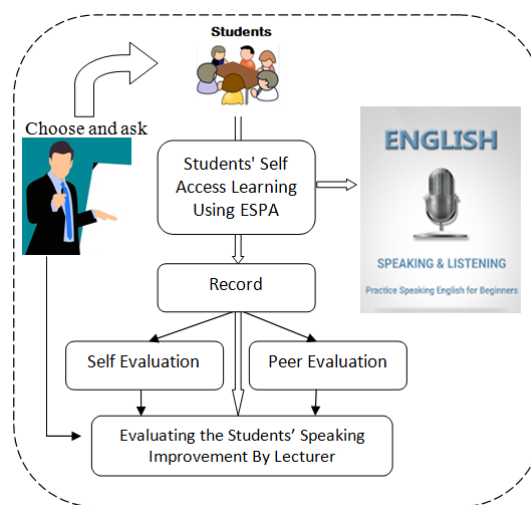 Students
Choose and ask
Students' Self
Access Learning
Using ESPA
ENGLISH
SPEAKING & LISTENING
Practice Speaking English for Beginners
Record
Self Evaluation
Peer Evaluation
Evaluating the Students’ Speaking
Improvement By Lecturer